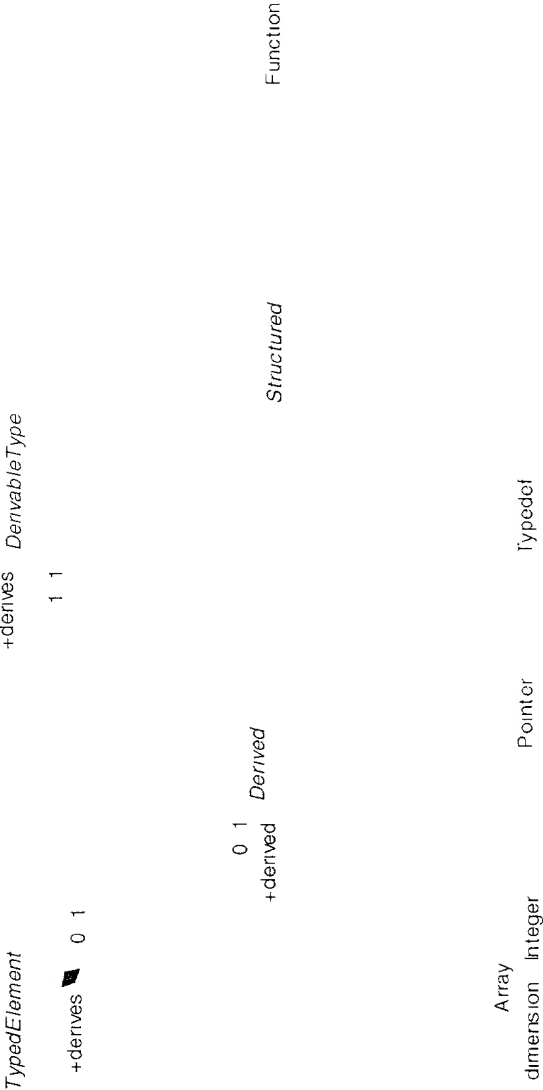 TypedElement
+derives DerivableType
+derives 0 1
1 1
0 1
+derived Derived
Structured
Function
Array
dimension Integer
Pointer
Typedef